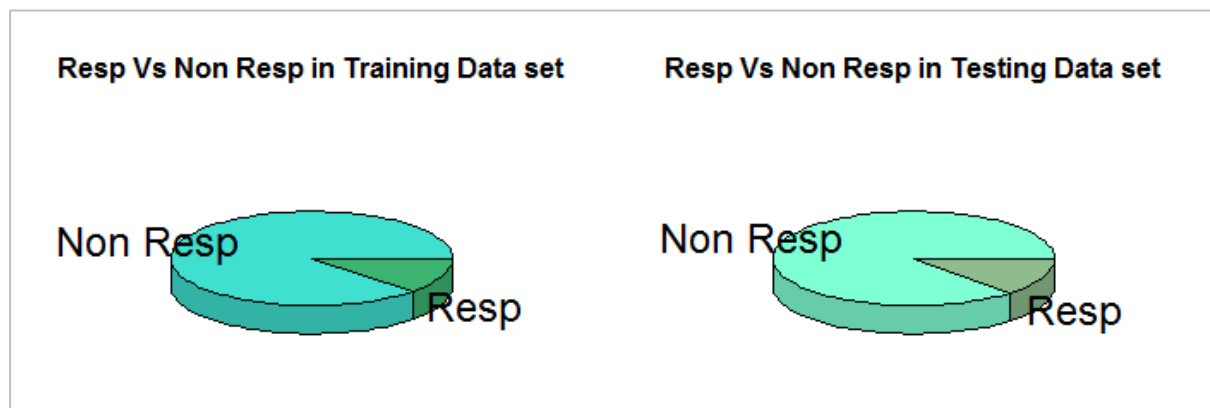 Resp Vs Non Resp in Training Data set
Non Resp
Resp
Resp Vs Non Resp in Testing Data set
Non Resp
Resp